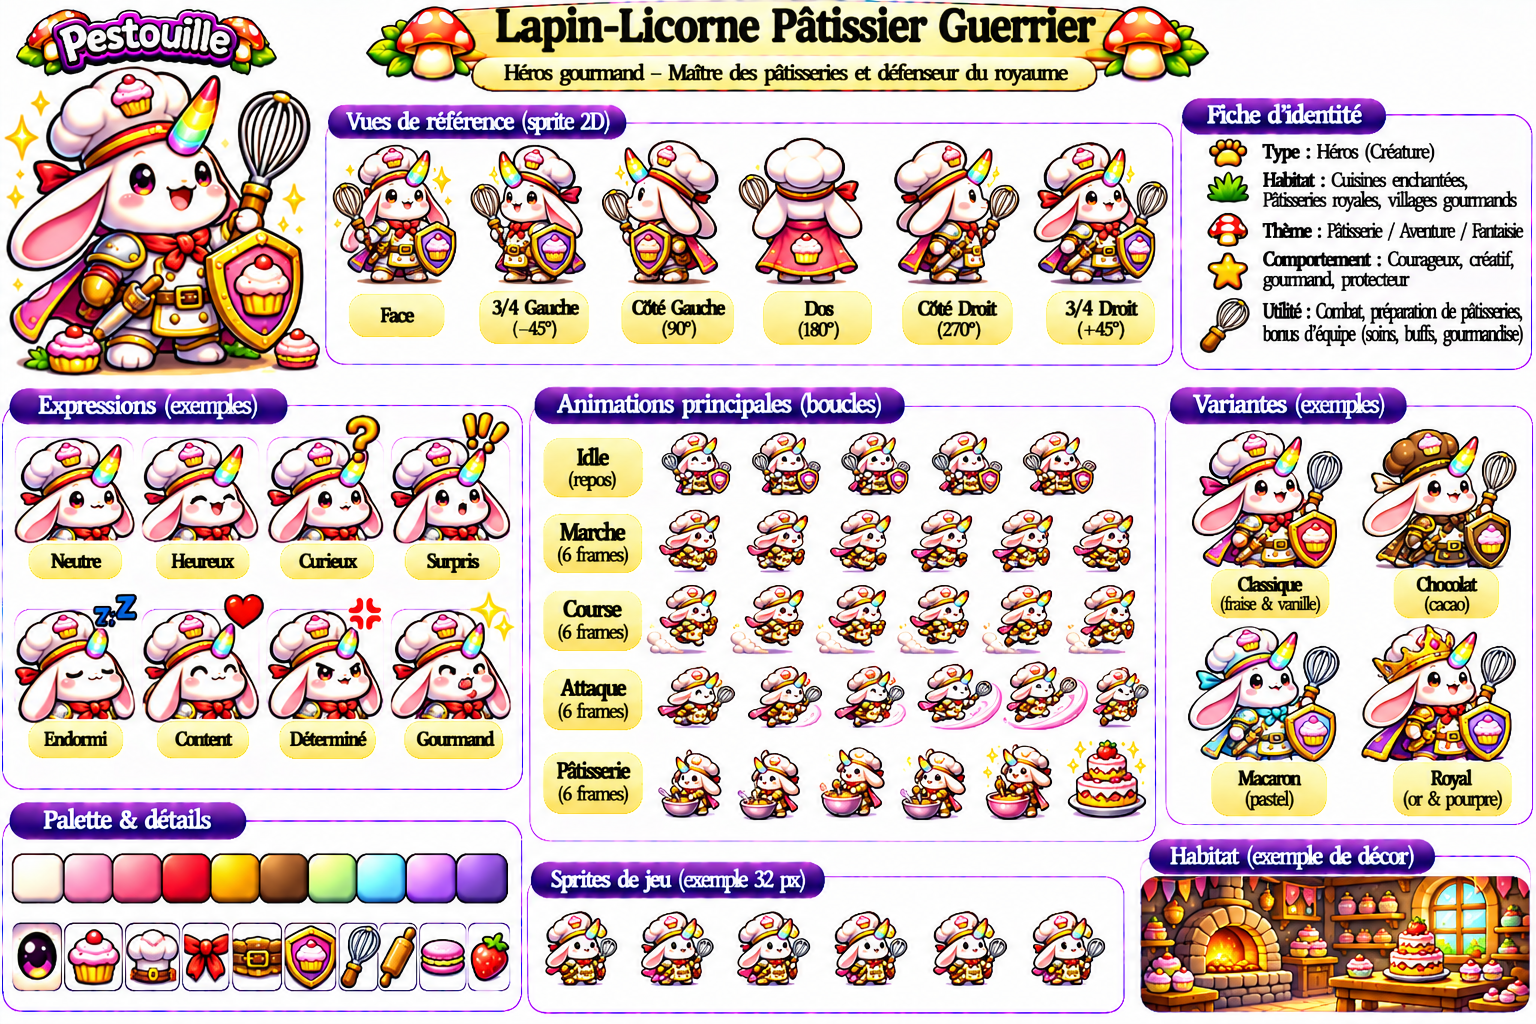 Pestouille
Lapin-Licorne Pâtissier Guerrier
Héros gourmand – Maître des pâtisseries et défenseur du royaume
Vues de référence (sprite 2D)
Face
3/4 Gauche
(−45°)
Côté Gauche
(90°)
Dos
(180°)
Côté Droit
(270°)
3/4 Droit
(+45°)
Fiche d'identité
Type : Héros (Créature)
Habitat : Cuisines enchantées,
Pâtisseries royales, villages gourmands
Thème : Pâtisserie / Aventure / Fantaisie
Comportement : Courageux, créatif,
gourmand, protecteur
Utilité : Combat, préparation de pâtisseries,
bonus d'équipe (soins, buffs, gourmandise)
Expressions (exemples)
?
!!!
Neutre
Heureux
Curieux
Surpris
zzZ
Endormi
Content
Déterminé
Gourmand
Animations principales (boucles)
Idle
(repos)
Marche
(6 frames)
Course
(6 frames)
Attaque
(6 frames)
Pâtisserie
(6 frames)
Variantes (exemples)
Classique
(fraise & vanille)
Chocolat
(cacao)
Macaron
(pastel)
Royal
(or & pourpre)
Palette & détails
Sprites de jeu (exemple 32 px)
Habitat (exemple de décor)